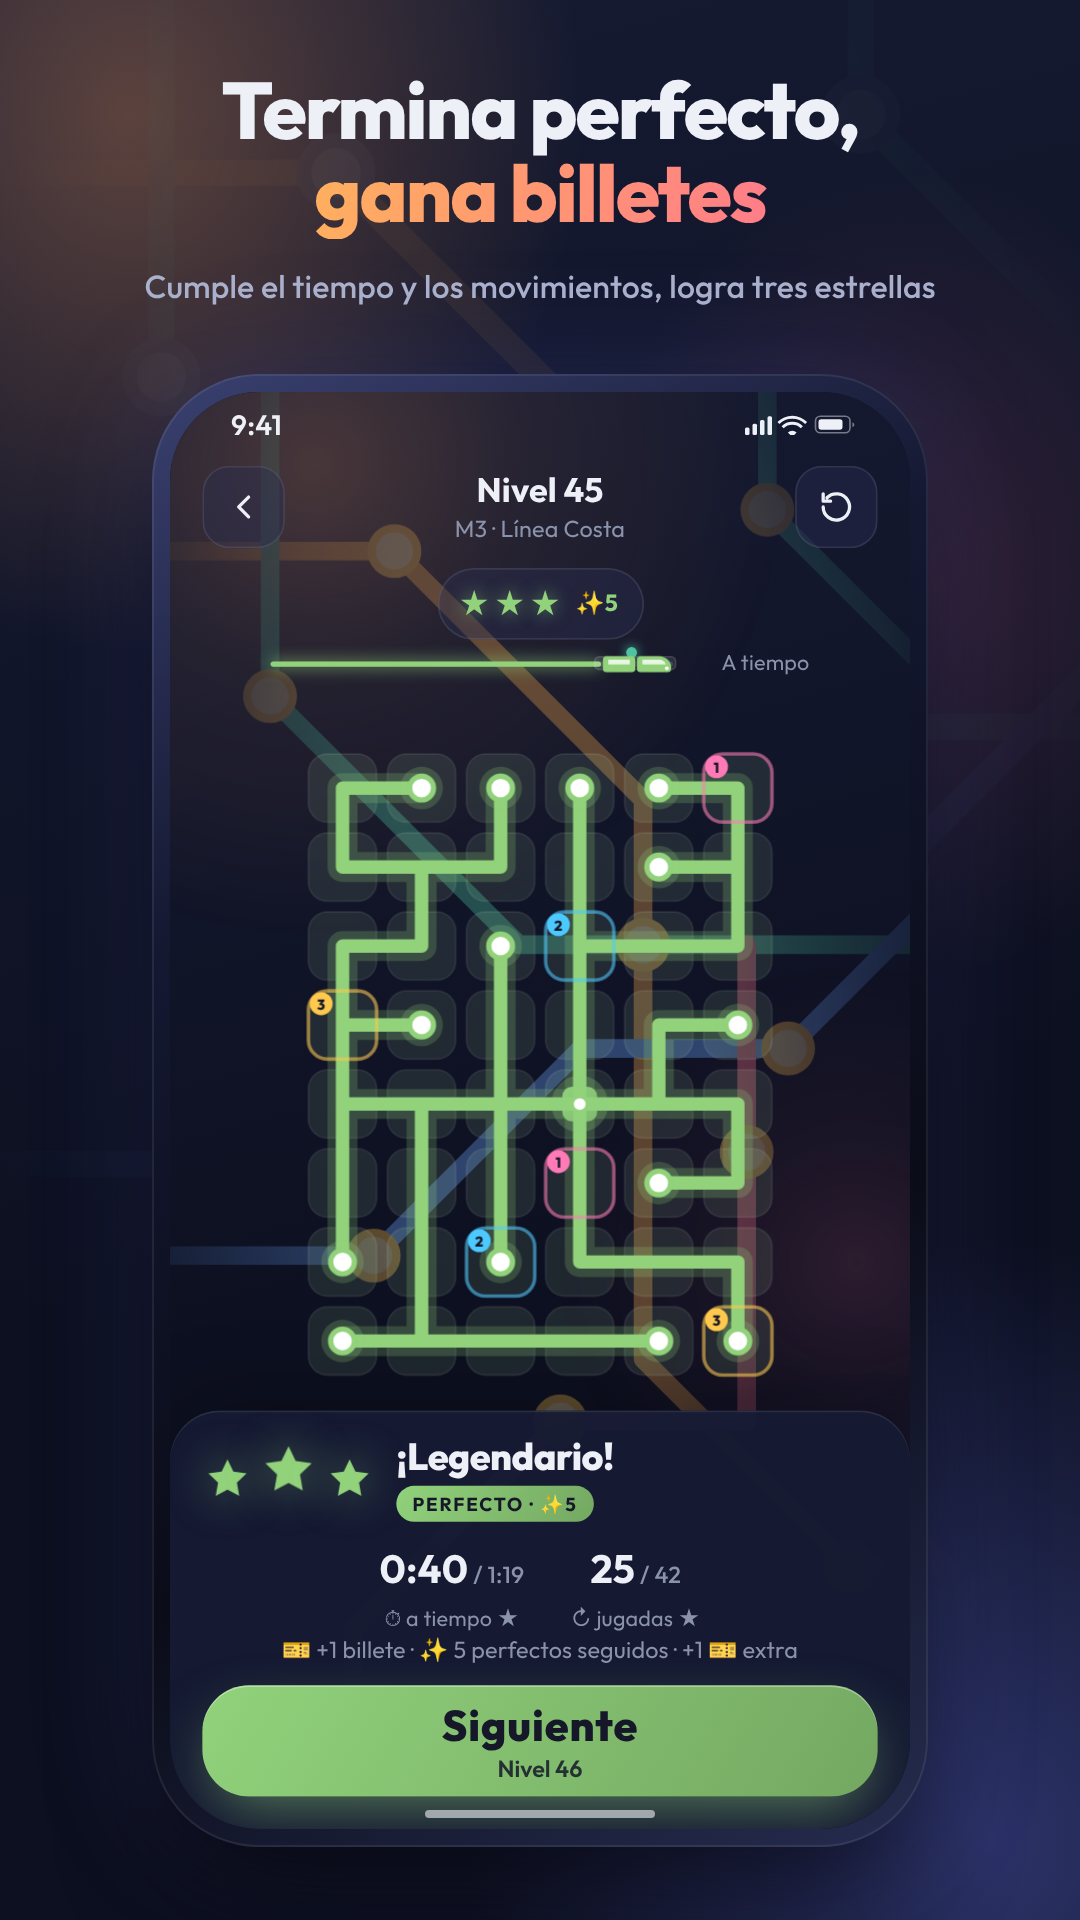 Termina perfecto,
gana billetes
Cumple el tiempo y los movimientos, logra tres estrellas
9:41
Nivel 45
M3 · Línea Costa
★ ★ ★ ✨5
A tiempo
1
2
3
1
2
3
¡Legendario!
PERFECTO · ✨5
0:40 / 1:19
25 / 42
⏱ a tiempo ★
↻ jugadas ★
🎫 +1 billete · ✨ 5 perfectos seguidos · +1 🎫 extra
Siguiente
Nivel 46